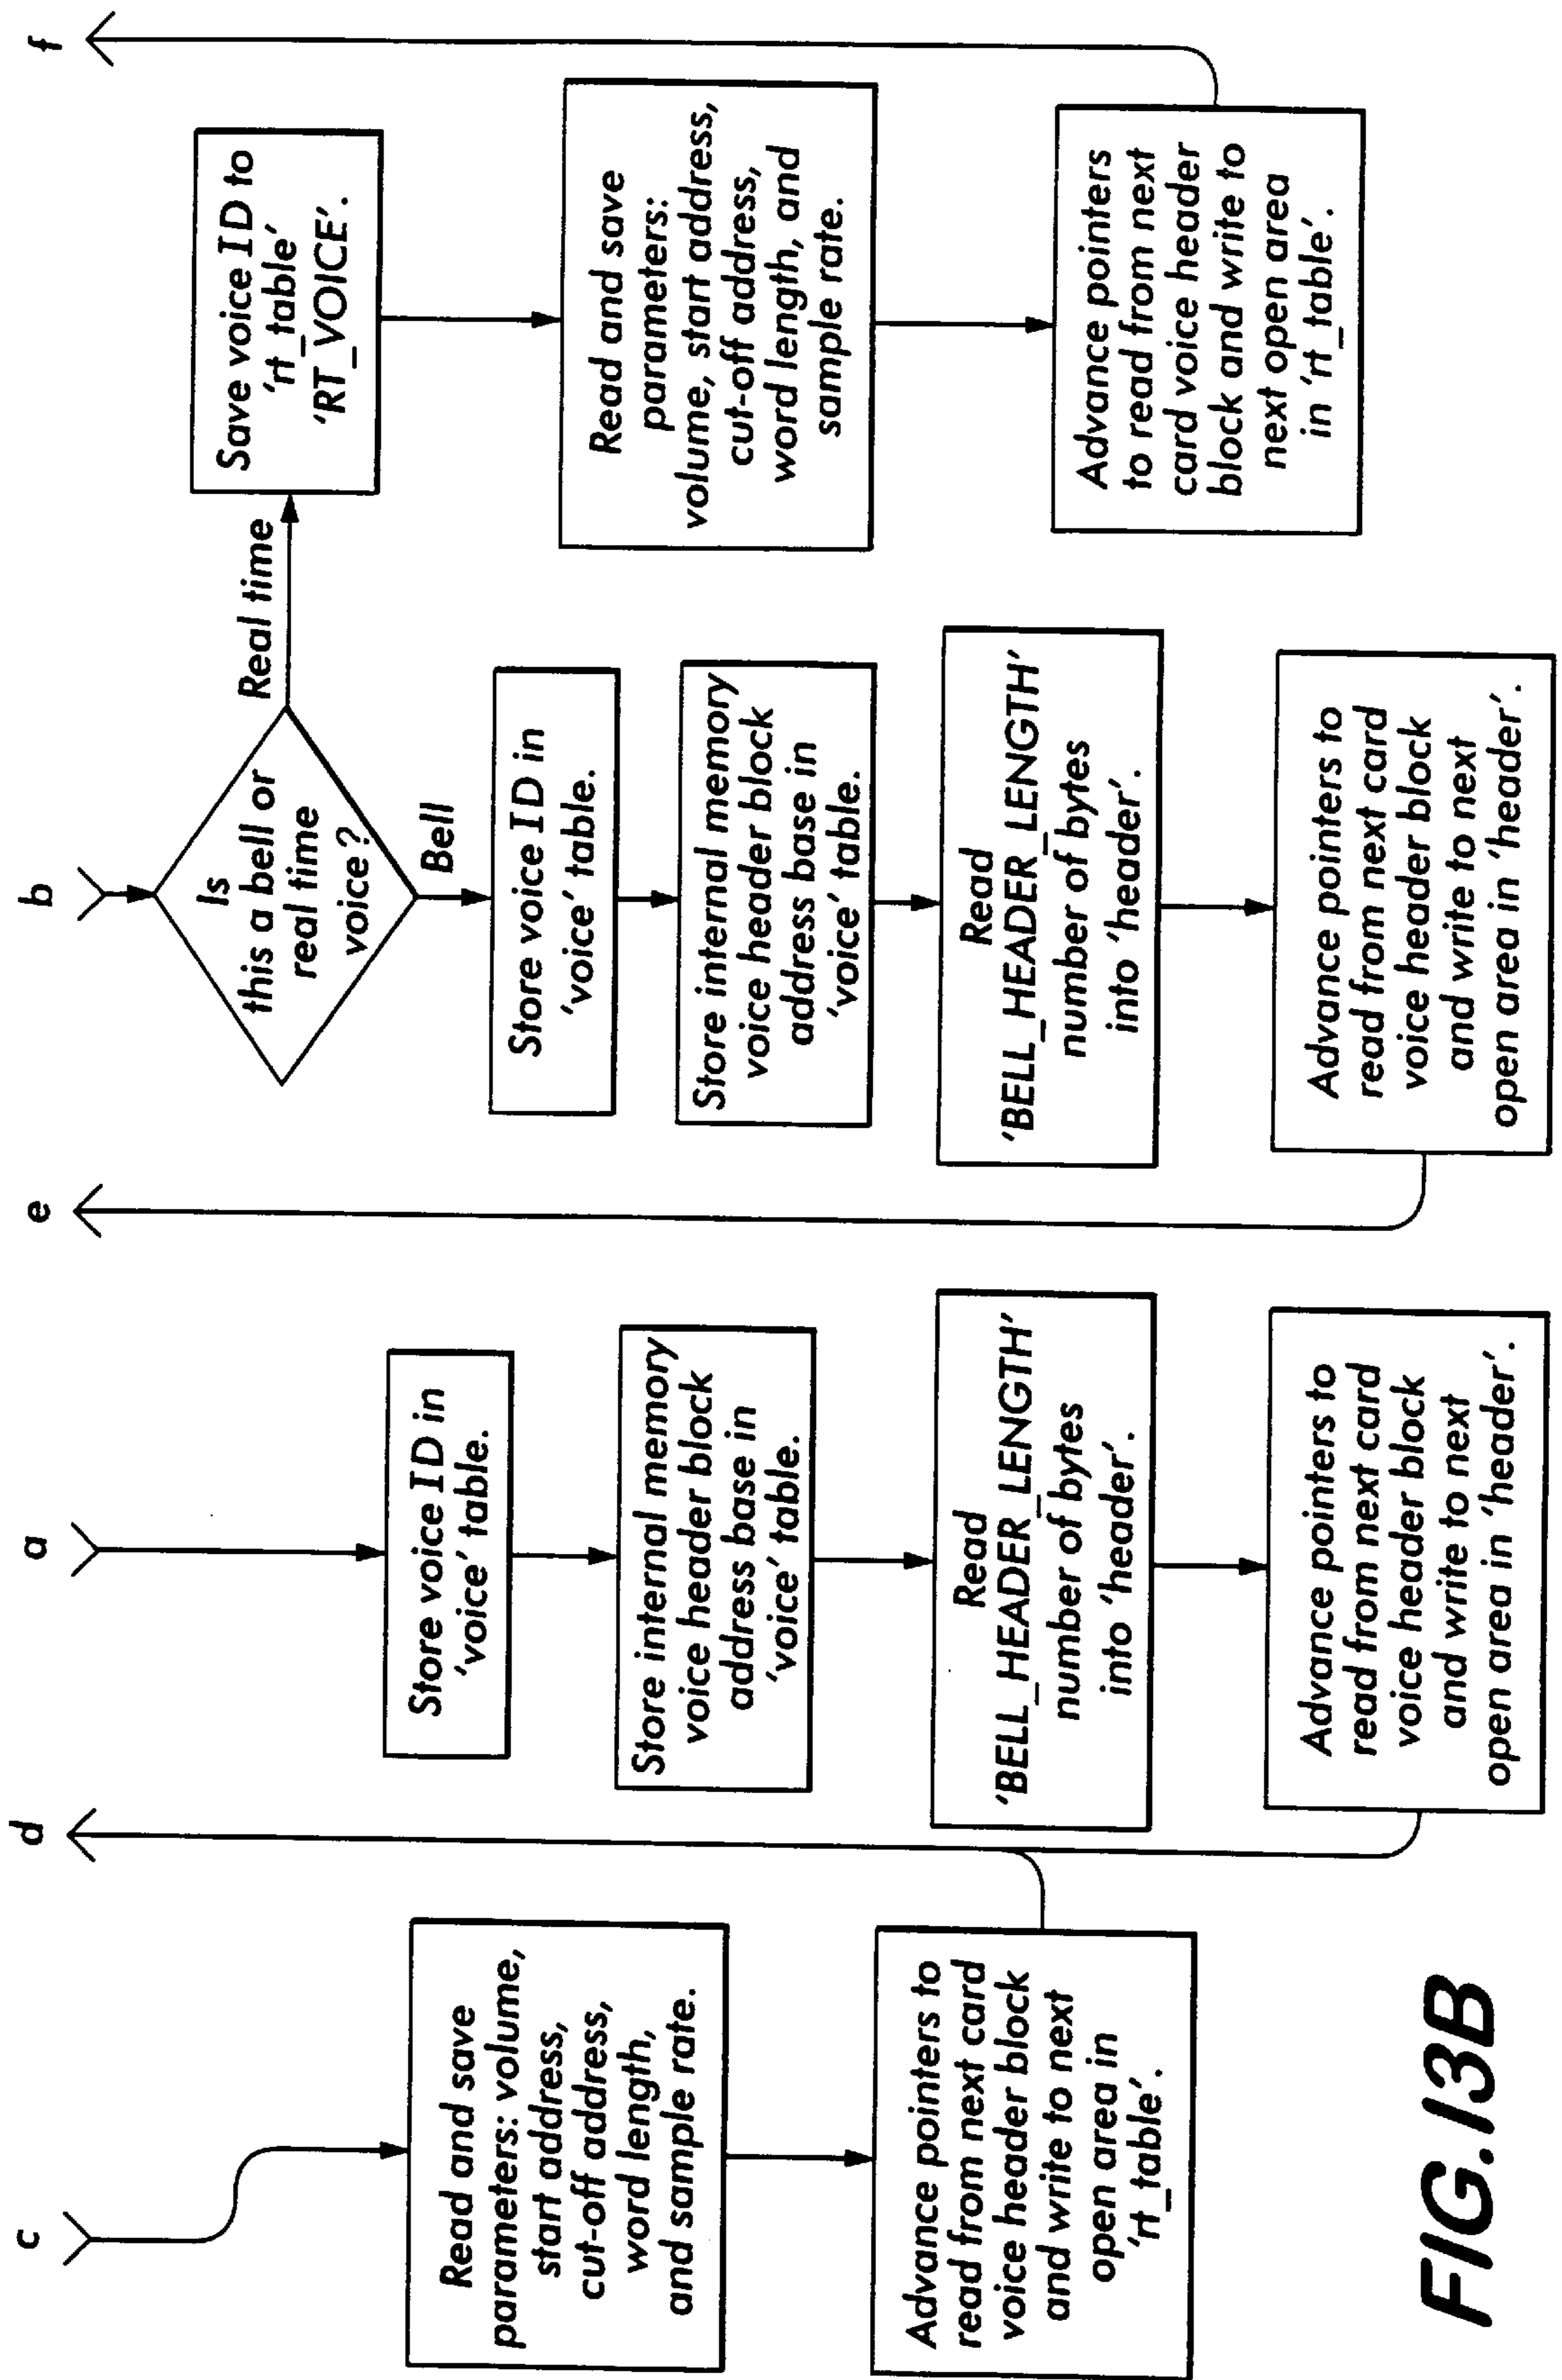 c
Read and save
parameters: volume,
start address,
cut-off address,
word length,
and sample rate.
Advance pointers to
read from next card
voice header block
and write to next
open area in
'rt_table'.
d
a
Store voice ID in
'voice' table.
Store internal memory
voice header block
address base in
'voice' table.
Read
'BELL_HEADER_LENGTH'
number of bytes
into 'header'.
Advance pointers to
read from next card
voice header block
and write to next
open area in 'header'.
e
b
Is
this a bell or
real time
voice?
Real time
Bell
Store voice ID in
'voice' table.
Store internal memory
voice header block
address base in
'voice' table.
Read
'BELL_HEADER_LENGTH'
number of bytes
into 'header'.
Advance pointers to
read from next card
voice header block
and write to next
open area in 'header'.
f
Save voice ID to
'rt_table'
'RT_VOICE'.
Read and save
parameters:
volume, start address,
cut-off address,
word length, and
sample rate.
Advance pointers
to read from next
card voice header
block and write to
next open area
in 'rt_table'.
FIG.13B